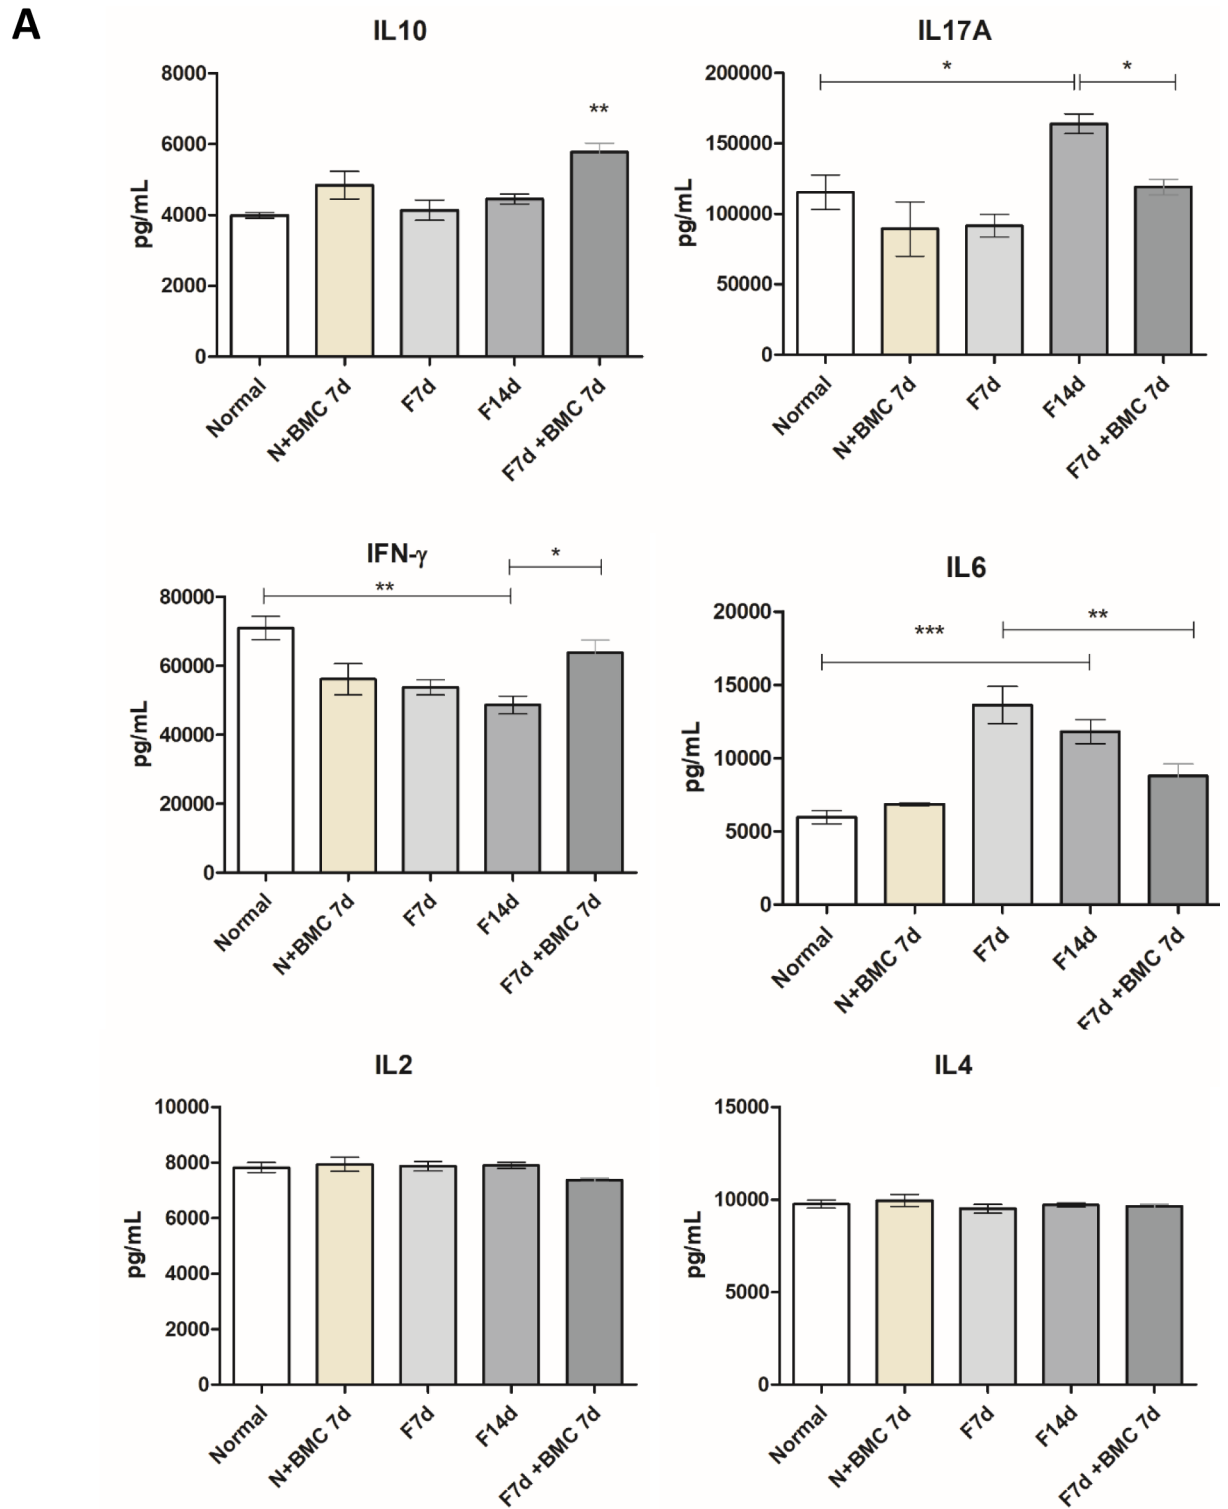 A
IL10
8000
6000
4000
2000
0
pg/mL
**
Normal
N+BMC 7d
F7d
F14d
F7d +BMC 7d
IL17A
200000
150000
100000
50000
0
pg/mL
*
*
Normal
N+BMC 7d
F7d
F14d
F7d +BMC 7d
IFN-γ
80000
60000
40000
20000
0
pg/mL
**
*
Normal
N+BMC 7d
F7d
F14d
F7d +BMC 7d
IL6
20000
15000
10000
5000
0
pg/mL
***
**
Normal
N+BMC 7d
F7d
F14d
F7d +BMC 7d
IL2
10000
8000
6000
4000
2000
0
pg/mL
Normal
N+BMC 7d
F7d
F14d
F7d +BMC 7d
IL4
15000
10000
5000
0
pg/mL
Normal
N+BMC 7d
F7d
F14d
F7d +BMC 7d